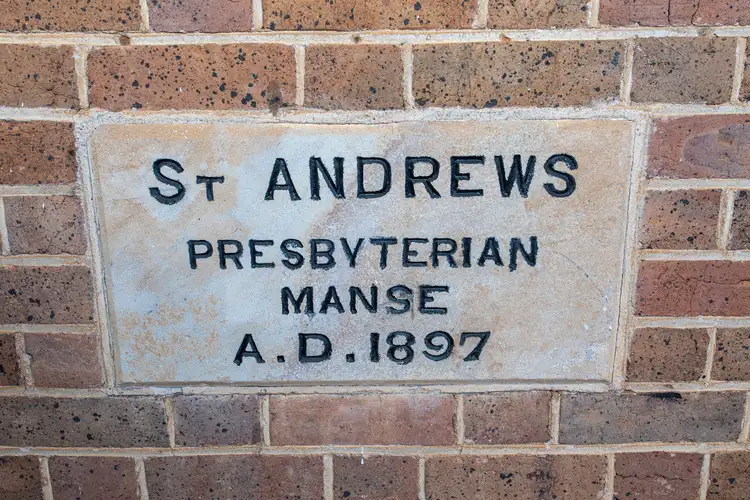 ST ANDREWS
PRESBYTERIAN
MANSE
A.D.1897